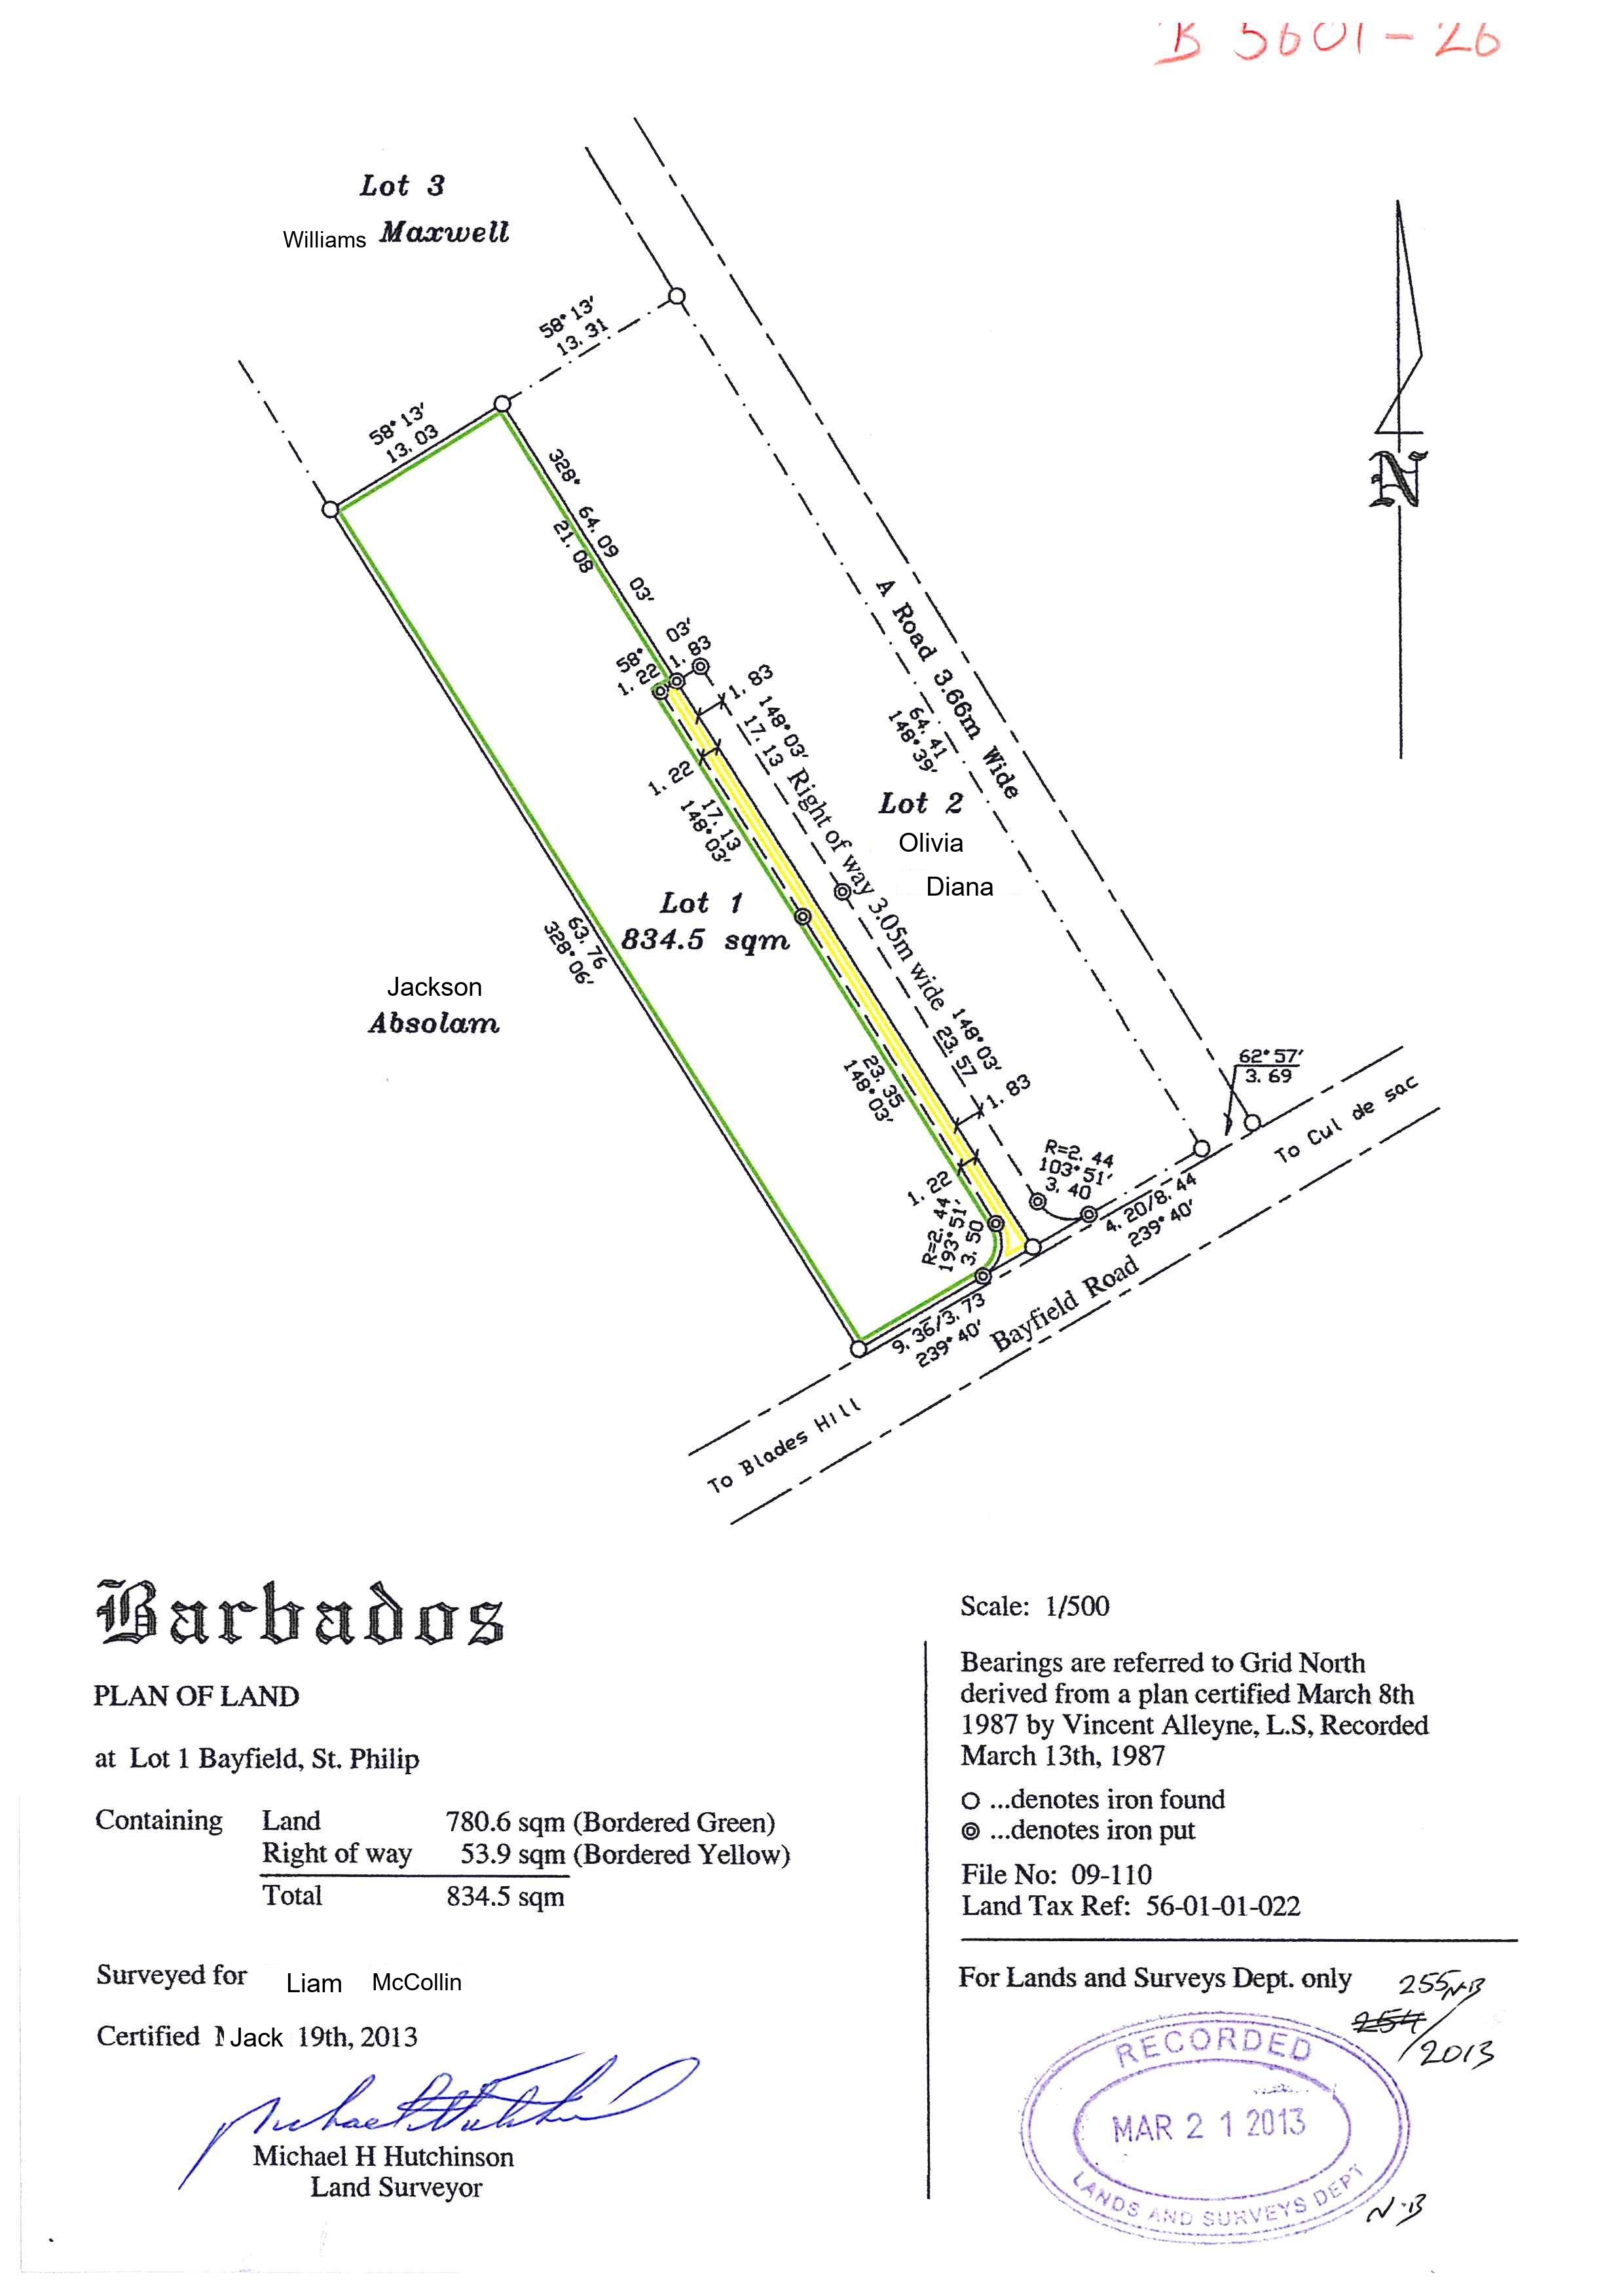 B 5601-26
Lot 3
Williams Maxwell
58°13'
13.31
58°13'
13.03
328° 03'
64.09
21.08
58° 03'
1.22 1.83
1.83
148°03'
17.13
A Road 3.66m Wide
64.41
148°39'
1.22
17.13
148°03'
Right of way 3.05m wide
Lot 2
Olivia
Diana
Lot 1
834.5 sqm
63.76
328°06'
Jackson
Absolam
148°03'
23.57
23.35
148°03'
1.83
62°57'
3.69
To Cul de sac
R=2.44
103°51'
3.40
1.22
R=2.44
193°51'
3.50
4.20/8.44
239°40'
9.36/3.73
239°40'
Bayfield Road
To Blades Hill
N
Barbados
PLAN OF LAND
at Lot 1 Bayfield, St. Philip
Containing Land 780.6 sqm (Bordered Green)
Right of way 53.9 sqm (Bordered Yellow)
Total 834.5 sqm
Surveyed for Liam McCollin
Certified Jack 19th, 2013
Michael H Hutchinson
Michael H Hutchinson
Land Surveyor
Scale: 1/500
Bearings are referred to Grid North
derived from a plan certified March 8th
1987 by Vincent Alleyne, L.S, Recorded
March 13th, 1987
O ...denotes iron found
◎ ...denotes iron put
File No: 09-110
Land Tax Ref: 56-01-01-022
For Lands and Surveys Dept. only
255 N-B
254/2013
RECORDED
MAR 21 2013
LANDS AND SURVEYS DEPT
N-B